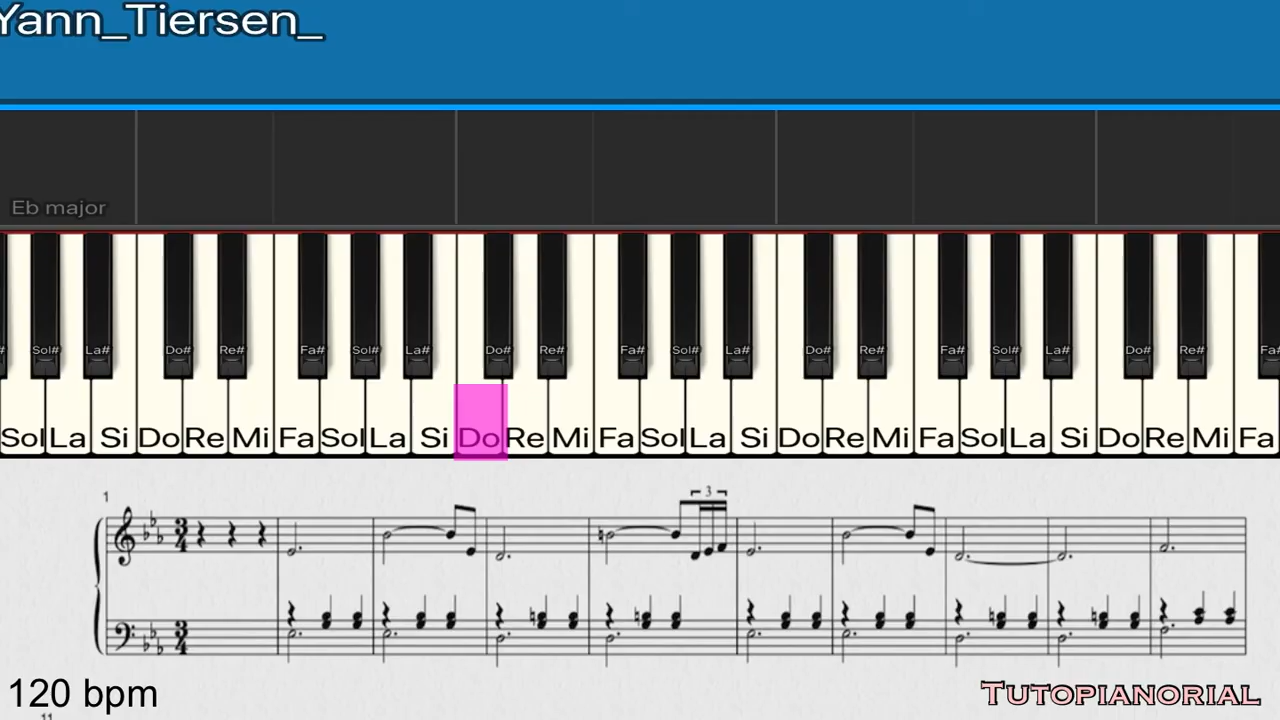 Yann_Tiersen_
Eb major
Sol# La# Do# Re# Fa# Sol# La# Do# Re# Fa# Sol# La# Do# Re# Fa# Sol# La# Do# Re# Fa#
Sol La Si Do Re Mi Fa Sol La Si Do Re Mi Fa Sol La Si Do Re Mi Fa Sol La Si Do Re Mi Fa
1
3
3
4
3
4
120 bpm
Tutopianorial
11